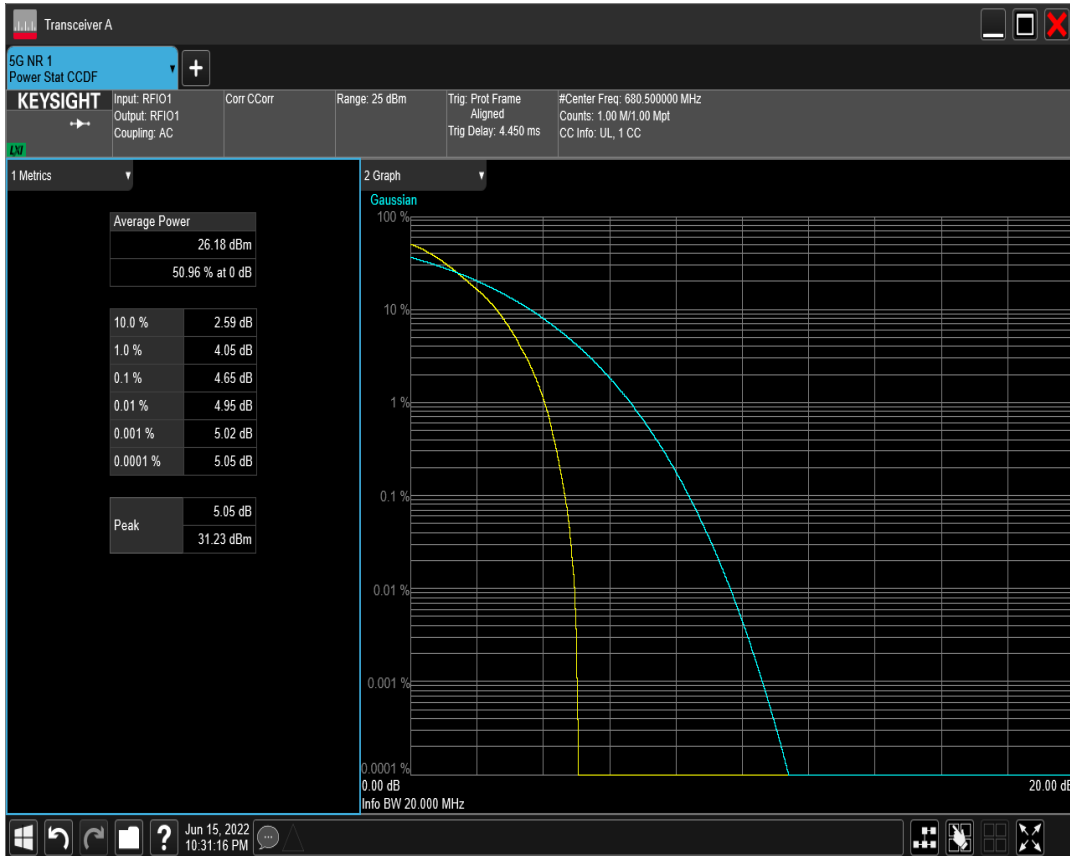 Transceiver A
5G NR 1
Power Stat CCDF
KEYSIGHT
LXI
Input: RFIO1
Output: RFIO1
Coupling: AC
Corr CCorr
Range: 25 dBm
Trig: Prot Frame
Aligned
Trig Delay: 4.450 ms
#Center Freq: 680.500000 MHz
Counts: 1.00 M/1.00 Mpt
CC Info: UL, 1 CC
1 Metrics
Average Power
26.18 dBm
50.96 % at 0 dB
10.0 % 2.59 dB
1.0 % 4.05 dB
0.1 % 4.65 dB
0.01 % 4.95 dB
0.001 % 5.02 dB
0.0001 % 5.05 dB
Peak 5.05 dB
31.23 dBm
2 Graph
Gaussian
100 %
10 %
1 %
0.1 %
0.01 %
0.001 %
0.0001 %
0.00 dB 20.00 dB
Info BW 20.000 MHz
? Jun 15, 2022
10:31:16 PM